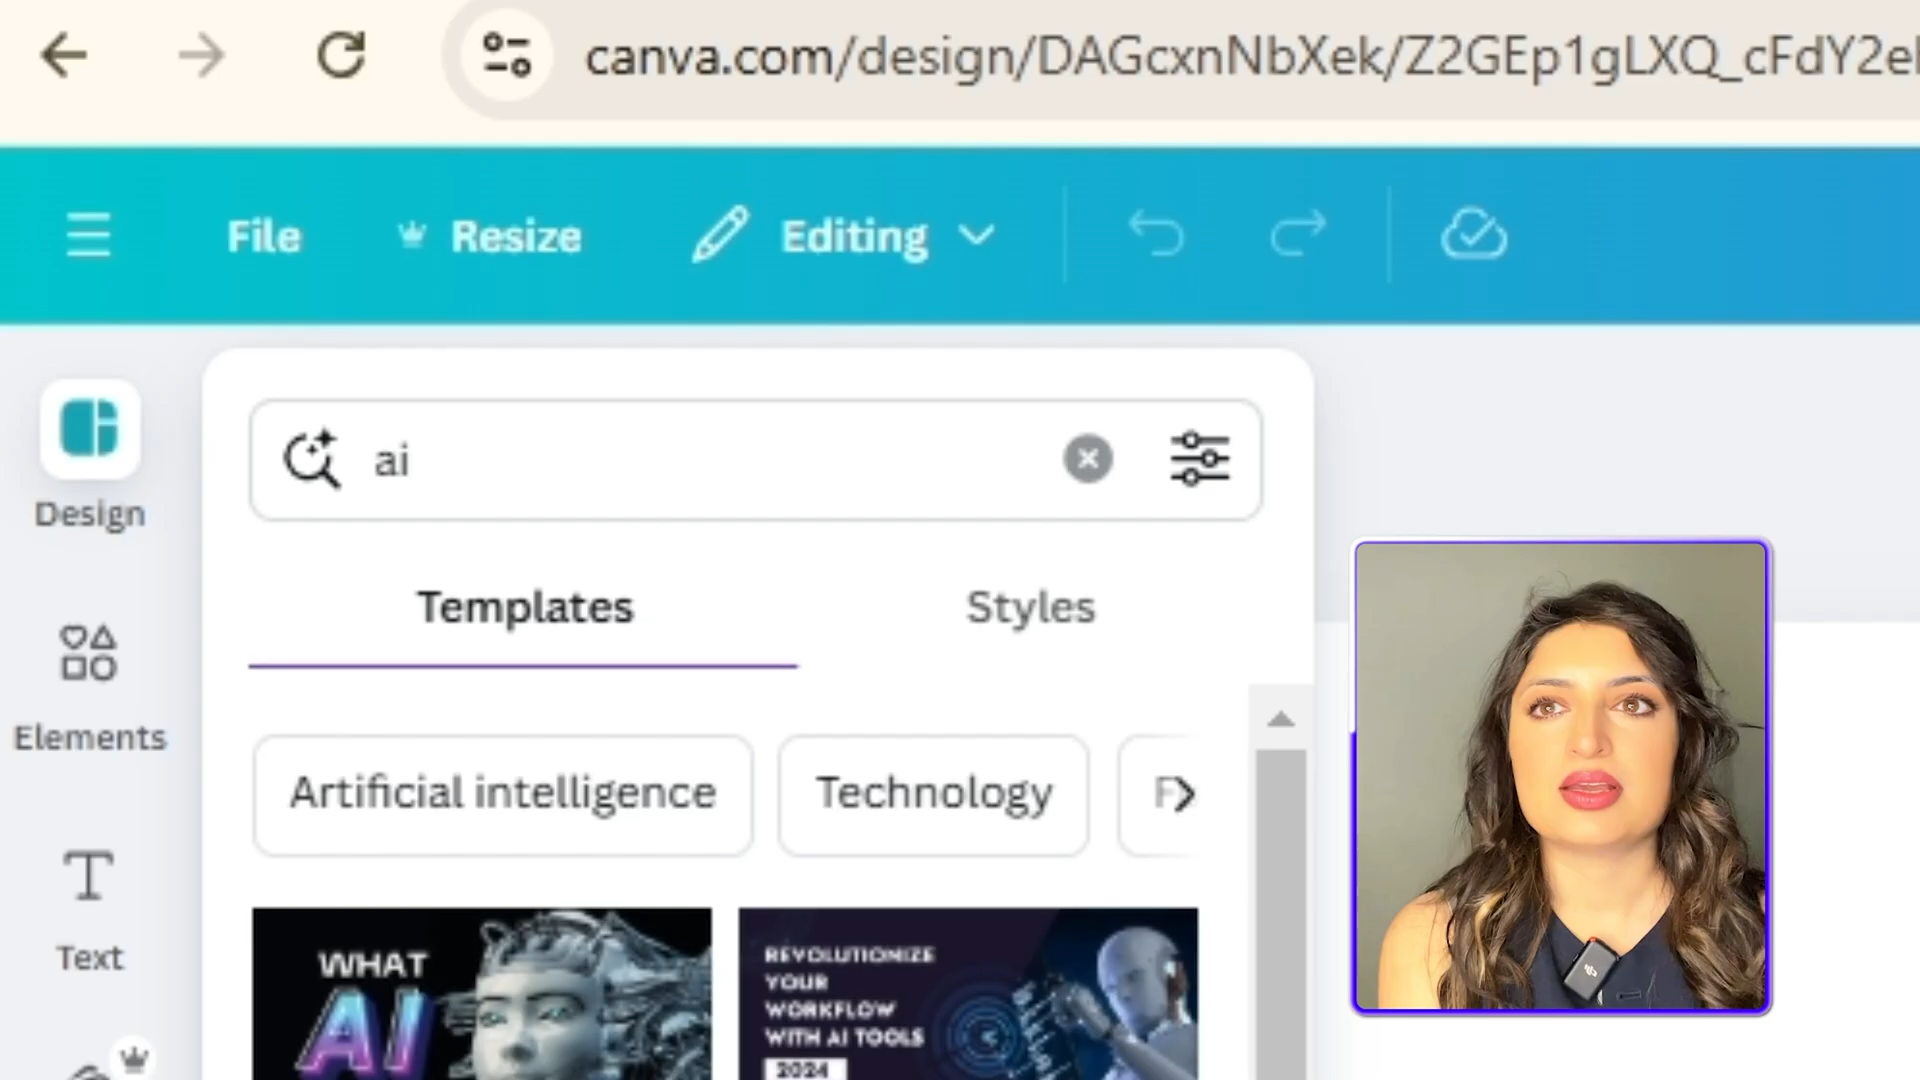 canva.com/design/DAGcxnNbXek/Z2GEp1gLXQ_cFdY2e
File
Resize
Editing
ai
Design
Templates
Styles
Elements
Artificial intelligence
Technology
F
Text
WHAT
AI
REVOLUTIONIZE
YOUR
WORKFLOW
WITH AI TOOLS
2024